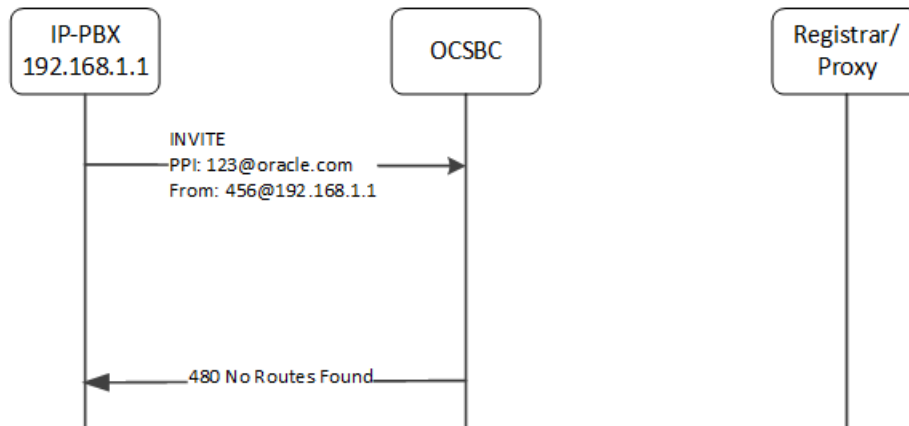 IP-PBX
192.168.1.1
OCSBC
Registrar/
Proxy
INVITE
PPI: 123@oracle.com
From: 456@192.168.1.1
480 No Routes Found